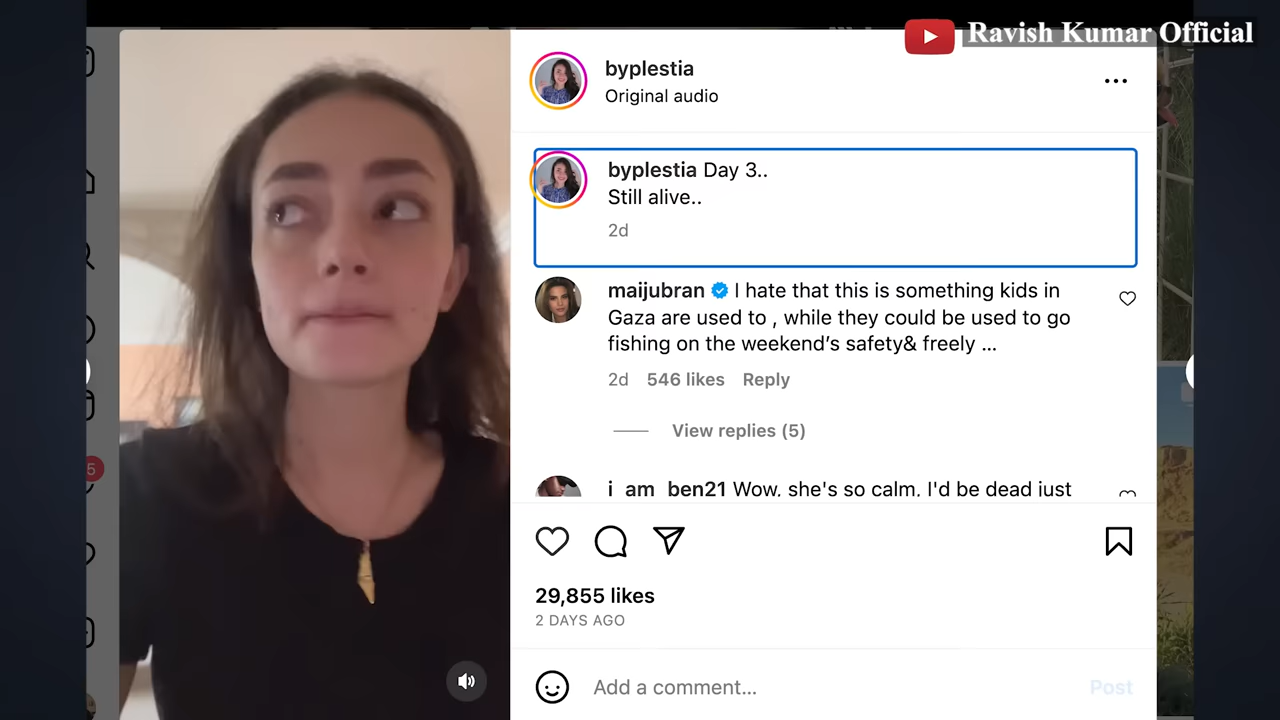 Ravish Kumar Official
byplestia
Original audio
byplestia Day 3..
Still alive..
2d
maijubran I hate that this is something kids in
Gaza are used to , while they could be used to go
fishing on the weekend's safety& freely ...
2d 546 likes Reply
View replies (5)
i_am_ben21 Wow, she's so calm. I'd be dead just
5
29,855 likes
2 DAYS AGO
Add a comment... Post